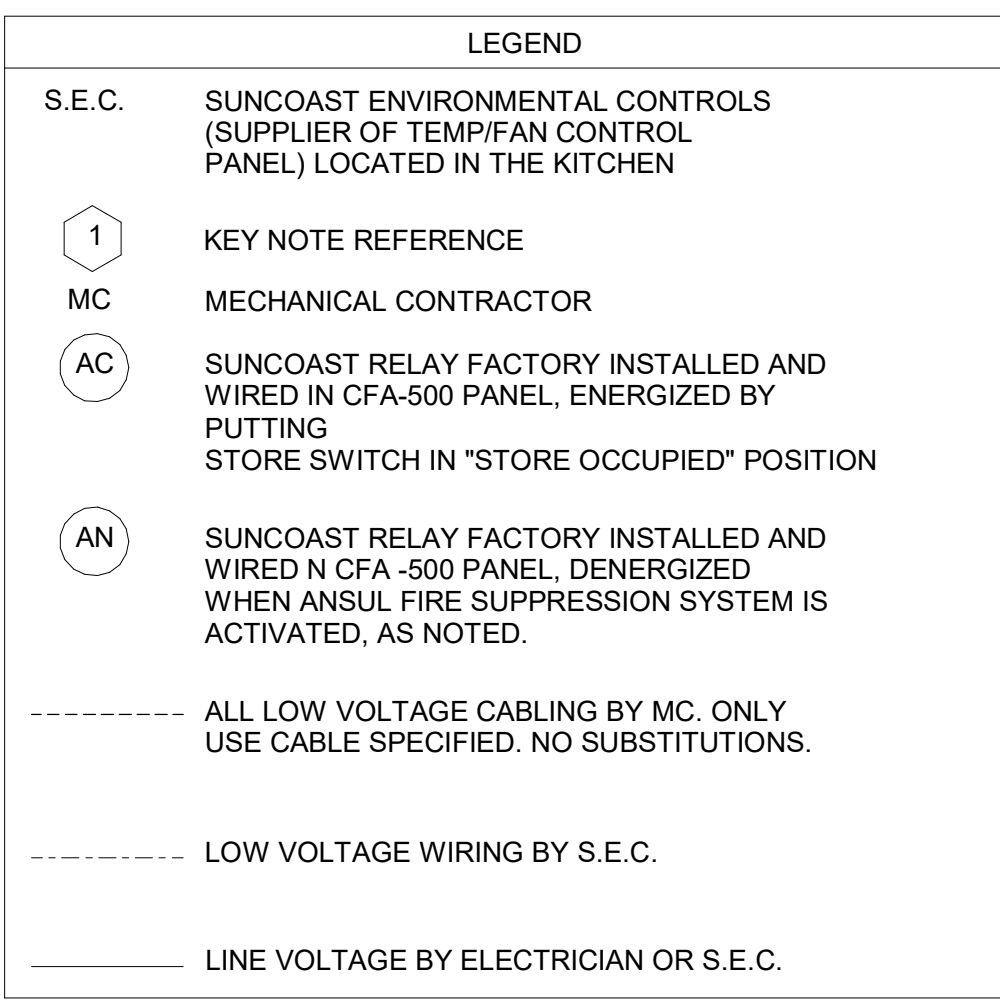 LEGEND
S.E.C. SUNCOAST ENVIRONMENTAL CONTROLS
(SUPPLIER OF TEMP/FAN CONTROL
PANEL) LOCATED IN THE KITCHEN
1 KEY NOTE REFERENCE
MC MECHANICAL CONTRACTOR
AC SUNCOAST RELAY FACTORY INSTALLED AND
WIRED IN CFA-500 PANEL, ENERGIZED BY
PUTTING
STORE SWITCH IN "STORE OCCUPIED" POSITION
AN SUNCOAST RELAY FACTORY INSTALLED AND
WIRED N CFA -500 PANEL, DENERGIZED
WHEN ANSUL FIRE SUPPRESSION SYSTEM IS
ACTIVATED, AS NOTED.
ALL LOW VOLTAGE CABLING BY MC. ONLY
USE CABLE SPECIFIED. NO SUBSTITUTIONS.
LOW VOLTAGE WIRING BY S.E.C.
LINE VOLTAGE BY ELECTRICIAN OR S.E.C.